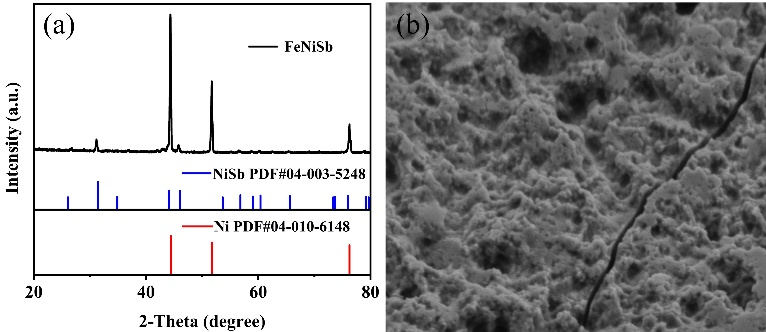 (a)
FeNiSb
NiSb PDF#04-003-5248
Ni PDF#04-010-6148
Intensity (a.u.)
20 40 60 80
2-Theta (degree)
(b)